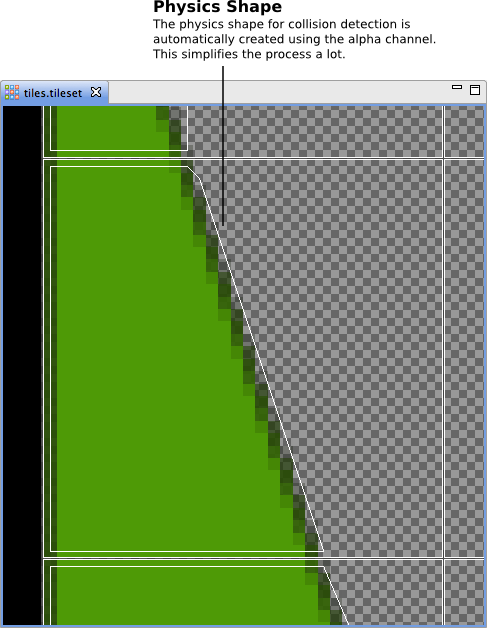 Physics Shape
The physics shape for collision detection is
automatically created using the alpha channel.
This simplifies the process a lot.
tiles.tileset